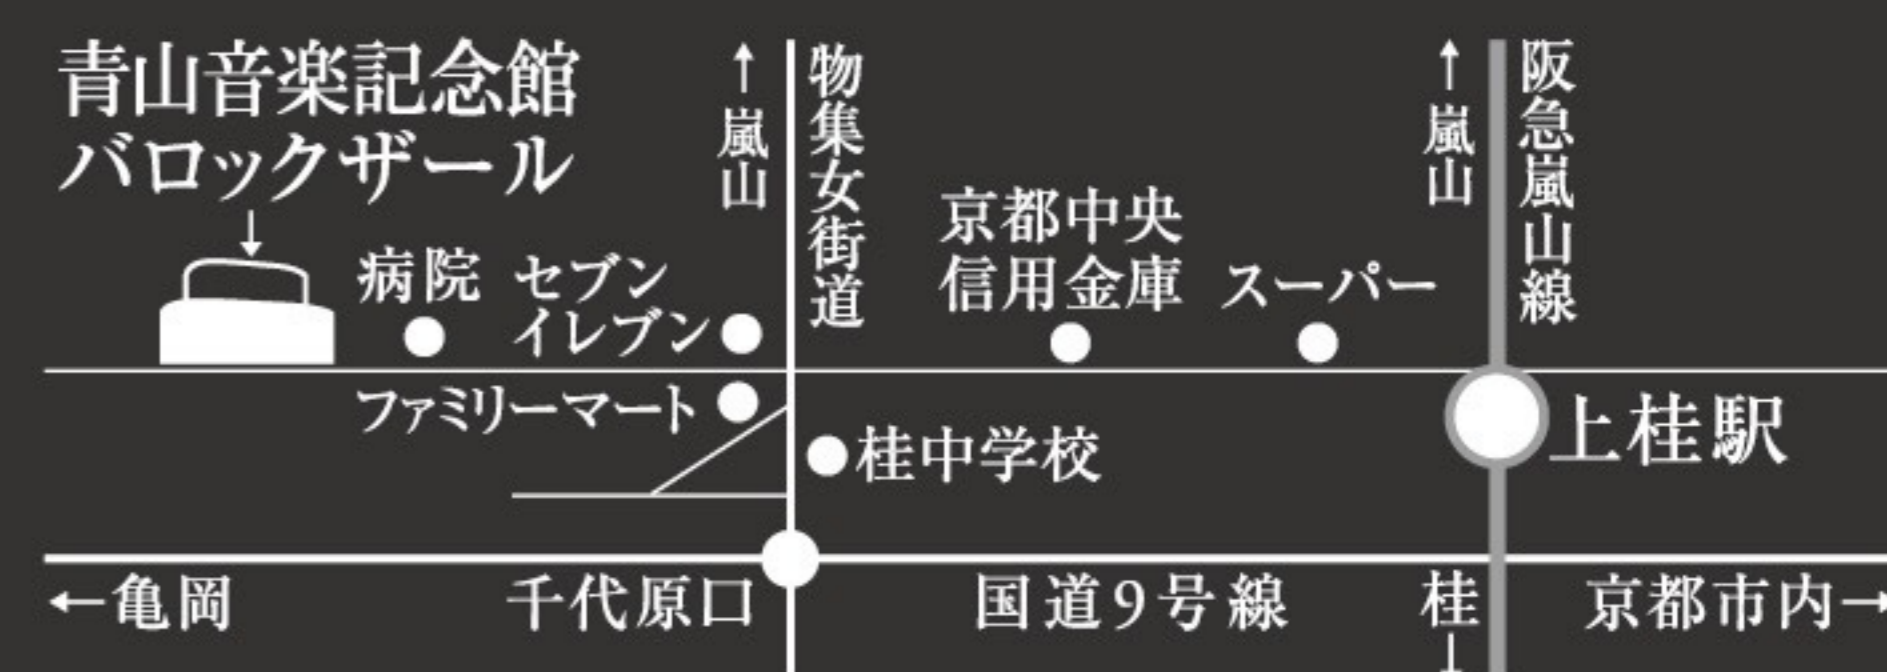 青山音楽記念館
バロックザール
↑嵐山
物集女街道
↑嵐山
阪急嵐山線
京都中央
信用金庫
スーパー
病院
セブン
イレブン
ファミリーマート
桂中学校
上桂駅
←亀岡
千代原口
国道9号線
桂↓
京都市内→